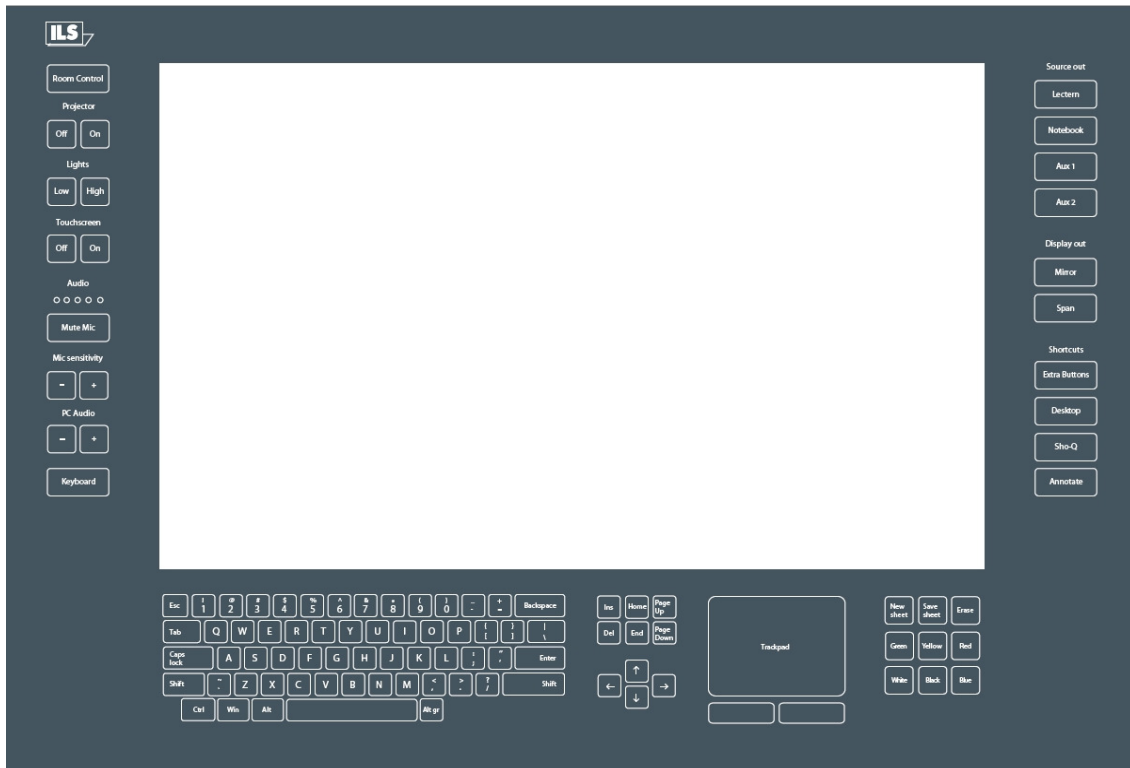 ILS
Room Control
Projector
Off On
Lights
Low High
Touchscreen
Off On
Audio
Mute Mic
Mic sensitivity
- +
PC Audio
- +
Keyboard
Source out
Lectern
Notebook
Aux 1
Aux 2
Display out
Mirror
Span
Shortcuts
Extra Buttons
Desktop
Sho-Q
Annotate
Esc ! 1 @ 2 # 3 $ 4 % 5 ^ 6 & 7 * 8 ( 9 ) 0 _ - + = Backspace
Tab Q W E R T Y U I O P { [ } ] | \
Caps lock A S D F G H J K L : ; " ' Enter
Shift Z X C V B N M < , > . ? / Shift
Ctrl Win Alt Alt gr
Ins Home Page Up
Del End Page Down
↑
← ↓ →
Trackpad
New sheet Save sheet Erase
Green Yellow Red
White Black Blue